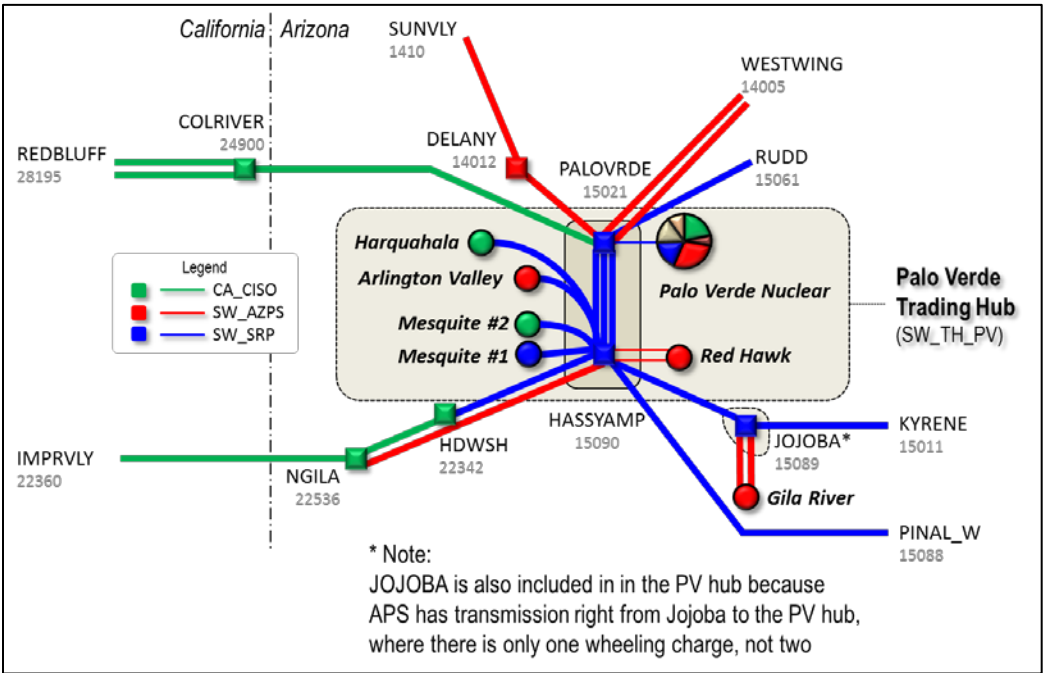 California Arizona
SUNVLY
1410
WESTWING
14005
COLRIVER
24900
DELANY
14012
REDBLUFF
28195
PALOVRDE
15021
RUDD
15061
Harquahala
Legend
CA_CISO
SW_AZPS
SW_SRP
Arlington Valley
Palo Verde Nuclear
Palo Verde
Trading Hub
(SW_TH_PV)
Mesquite #2
Mesquite #1
Red Hawk
HASSYAMP
15090
HDWSH
22342
JOJOBA*
15089
KYRENE
15011
IMPRVLY
22360
NGILA
22536
Gila River
PINAL_W
15088
* Note:
JOJOBA is also included in in the PV hub because
APS has transmission right from Jojoba to the PV hub,
where there is only one wheeling charge, not two